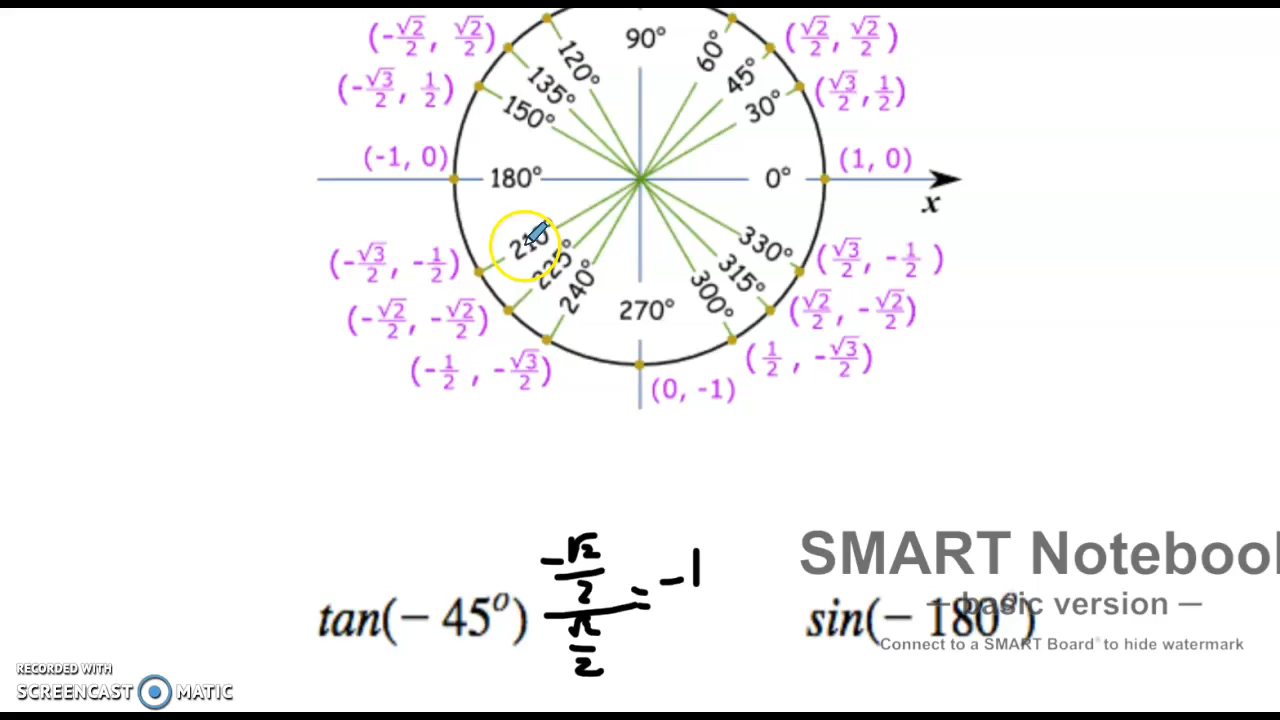 (-√2/2, √2/2) 90° (√2/2, √2/2)
120° 60°
135° 45°
(-√3/2, 1/2) 150° 30° (√3/2, 1/2)
(-1, 0) 180° 0° (1, 0)
x
(-√3/2, -1/2) 210° 330° (√3/2, -1/2)
225° 315°
(-√2/2, -√2/2) 240° 270° 300° (√2/2, -√2/2)
(-1/2, -√3/2) (1/2, -√3/2)
(0, -1)
tan(− 45°) (-√2/2)/(√2/2) = -1
sin(− 180°)
SMART Notebook
— basic version —
Connect to a SMART Board® to hide watermark
RECORDED WITH
SCREENCAST MATIC